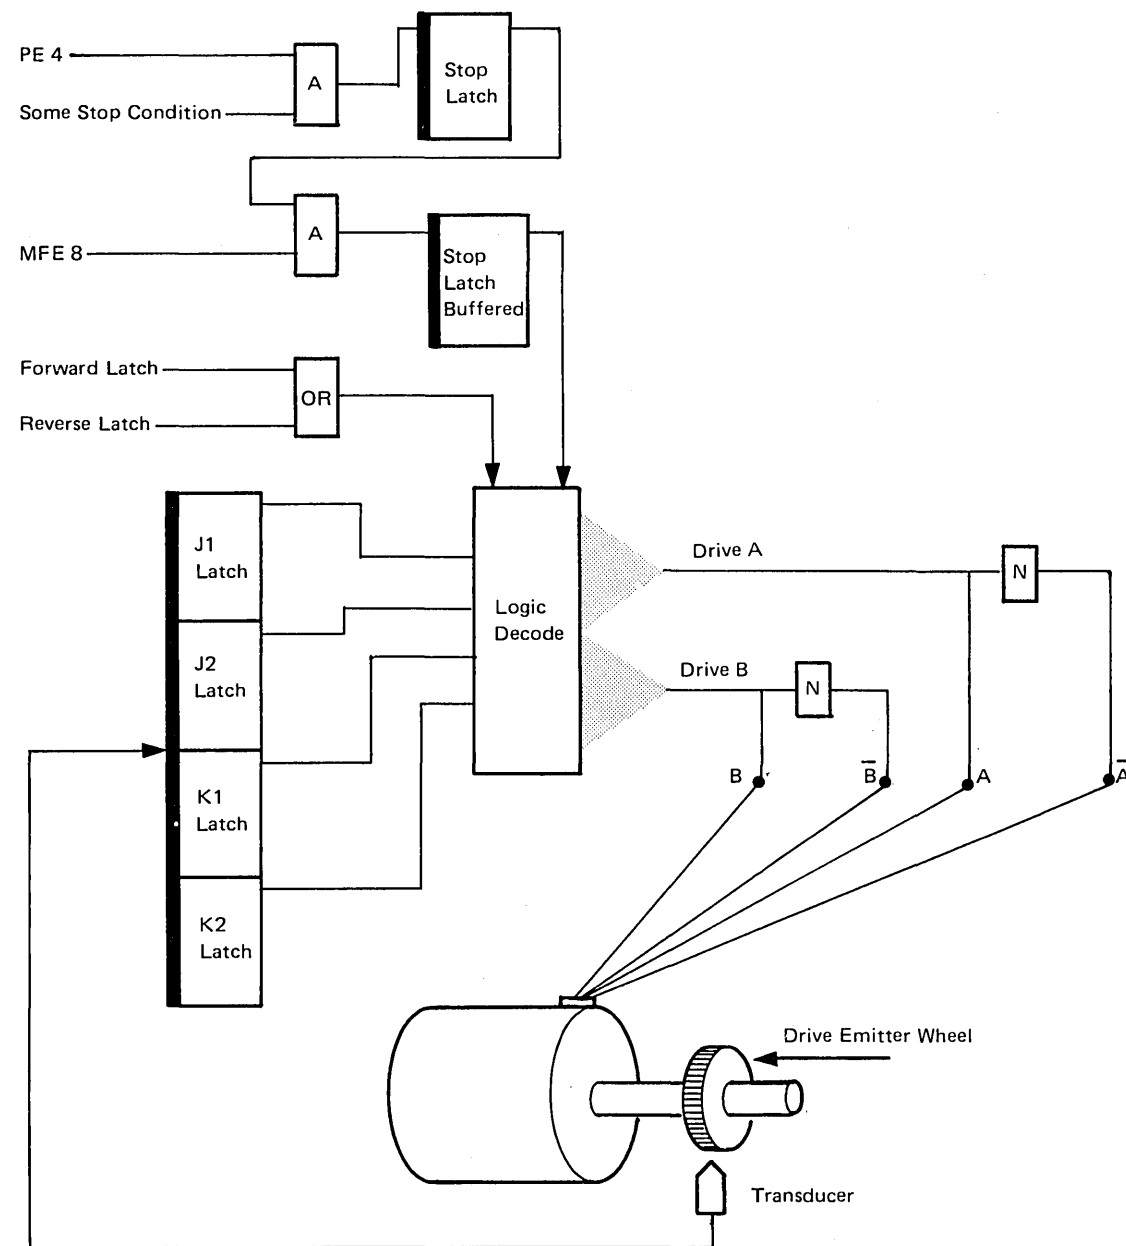 PE 4
A
Stop
Latch
Some Stop Condition
A
MFE 8
Stop
Latch
Buffered
Forward Latch
OR
Reverse Latch
J1
Latch
J2
Latch
K1
Latch
K2
Latch
Logic
Decode
Drive A
N
Drive B
N
B
B̅
A
A̅
Drive Emitter Wheel
Transducer